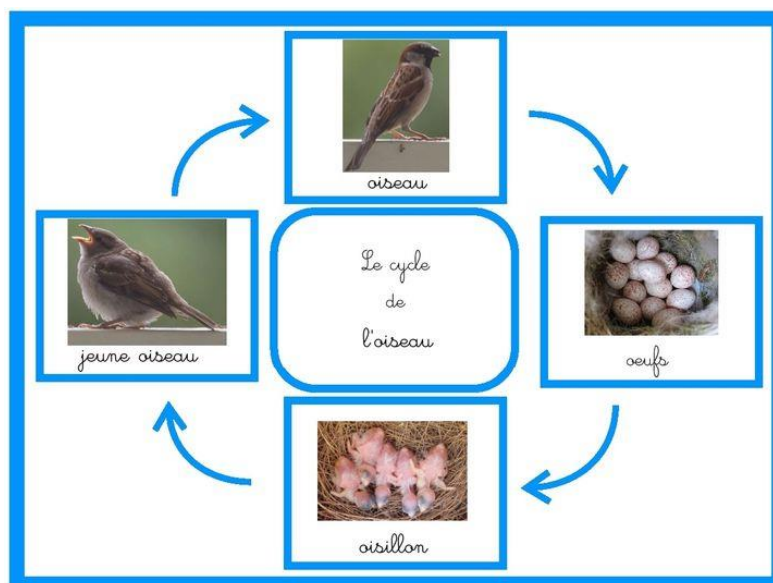 oiseau
jeune oiseau
Le cycle
de
l'oiseau
oeufs
oisillon